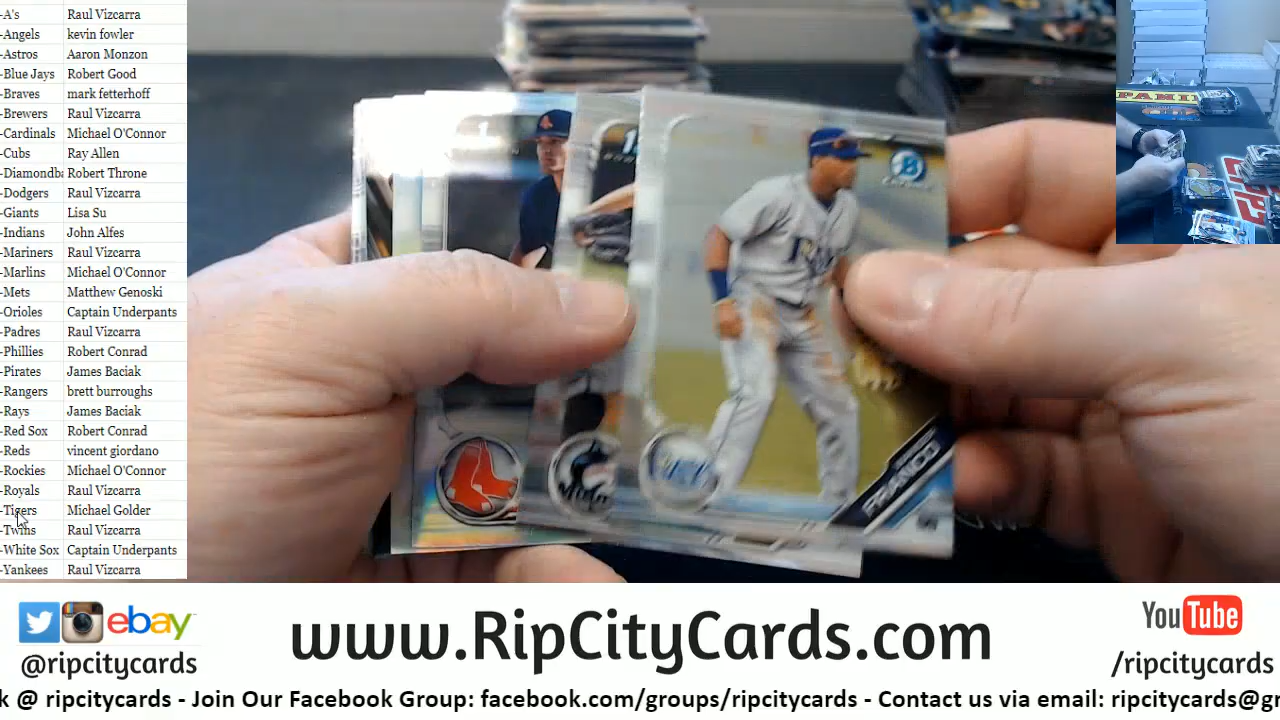 -A's Raul Vizcarra
-Angels kevin fowler
-Astros Aaron Monzon
-Blue Jays Robert Good
-Braves mark fetterhoff
-Brewers Raul Vizcarra
-Cardinals Michael O'Connor
-Cubs Ray Allen
-Diamondba Robert Throne
-Dodgers Raul Vizcarra
-Giants Lisa Su
-Indians John Alfes
-Mariners Raul Vizcarra
-Marlins Michael O'Connor
-Mets Matthew Genoski
-Orioles Captain Underpants
-Padres Raul Vizcarra
-Phillies Robert Conrad
-Pirates James Baciak
-Rangers brett burroughs
-Rays James Baciak
-Red Sox Robert Conrad
-Reds vincent giordano
-Rockies Michael O'Connor
-Royals Raul Vizcarra
-Tigers Michael Golder
-Twins Raul Vizcarra
-White Sox Captain Underpants
-Yankees Raul Vizcarra
PANINI
B
FRANCO
ebay
@ripcitycards
www.RipCityCards.com
YouTube
/ripcitycards
k @ ripcitycards - Join Our Facebook Group: facebook.com/groups/ripcitycards - Contact us via email: ripcitycards@g